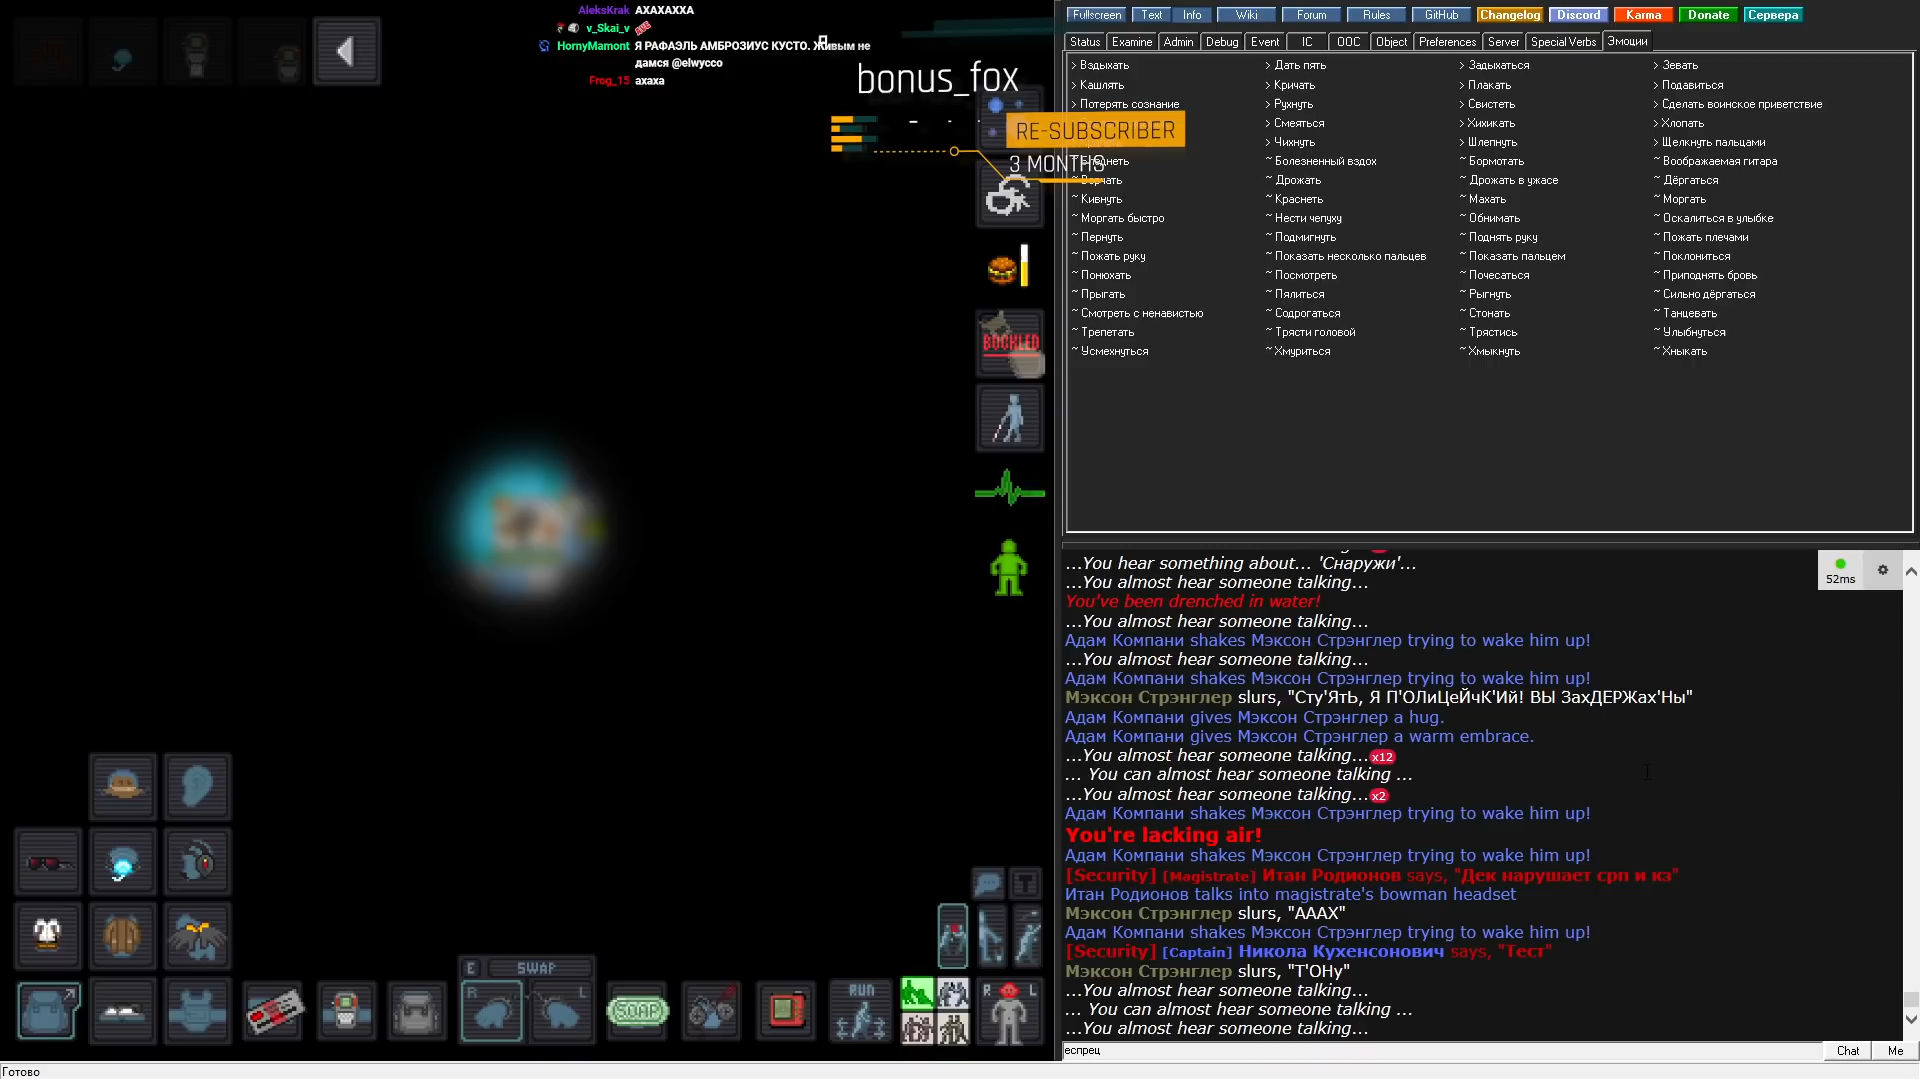 AleksKrak AXAXAXXA
v_Skai_v
HornyMamont Я РАФАЭЛЬ АМБРОЗИУС КУСТО. Живым не
дамся @elwycco
Frog_15 ахаха
bonus_fox
RE-SUBSCRIBER
3 MONTHS
BUCKLED
E SWAP
R L
SOAP
RUN
R L
Готово
Fullscreen Text Info Wiki Forum Rules GitHub Changelog Discord Karma Donate Сервера
Status Examine Admin Debug Event IC OOC Object Preferences Server Special Verbs Эмоции
> Вздыхать > Дать пять > Задыхаться > Зевать
> Кашлять > Кричать > Плакать > Подавиться
> Потерять сознание > Рухнуть > Свистеть > Сделать воинское приветствие
> Смеяться > Хихикать > Хлопать
> Чихнуть > Шлепнуть > Щелкнуть пальцами
~ Болезненный вздох ~ Бормотать ~ Воображаемая гитара
~ Ворчать ~ Дрожать ~ Дрожать в ужасе ~ Дёргаться
~ Кивнуть ~ Краснеть ~ Махать ~ Моргать
~ Моргать быстро ~ Нести чепуху ~ Обнимать ~ Оскалиться в улыбке
~ Пернуть ~ Подмигнуть ~ Поднять руку ~ Пожать плечами
~ Пожать руку ~ Показать несколько пальцев ~ Показать пальцем ~ Поклониться
~ Понюхать ~ Посмотреть ~ Почесаться ~ Приподнять бровь
~ Прыгать ~ Пялиться ~ Рыгнуть ~ Сильно дёргаться
~ Смотреть с ненавистью ~ Содрогаться ~ Стонать ~ Танцевать
~ Трепетать ~ Трясти головой ~ Трястись ~ Улыбнуться
~ Усмехнуться ~ Хмуриться ~ Хмыкнуть ~ Хныкать
52ms
...You hear something about... 'Снаружи'...
...You almost hear someone talking...
You've been drenched in water!
...You almost hear someone talking...
Адам Компани shakes Мэксон Стрэнглер trying to wake him up!
...You almost hear someone talking...
Адам Компани shakes Мэксон Стрэнглер trying to wake him up!
Мэксон Стрэнглер slurs, "Сту'ЯтЬ, Я П'ОЛиЦеЙчК'Ий! ВЫ ЗахДЕРЖах'Ны"
Адам Компани gives Мэксон Стрэнглер a hug.
Адам Компани gives Мэксон Стрэнглер a warm embrace.
...You almost hear someone talking... x12
... You can almost hear someone talking ...
...You almost hear someone talking... x2
Адам Компани shakes Мэксон Стрэнглер trying to wake him up!
You're lacking air!
Адам Компани shakes Мэксон Стрэнглер trying to wake him up!
[Security] [Magistrate] Итан Родионов says, "Дек нарушает срп и кз"
Итан Родионов talks into magistrate's bowman headset
Мэксон Стрэнглер slurs, "АААХ"
Адам Компани shakes Мэксон Стрэнглер trying to wake him up!
[Security] [Captain] Никола Кухенсонович says, "Тест"
Мэксон Стрэнглер slurs, "Т'ОНу"
...You almost hear someone talking...
... You can almost hear someone talking ...
...You almost hear someone talking...
еспрец Chat Me